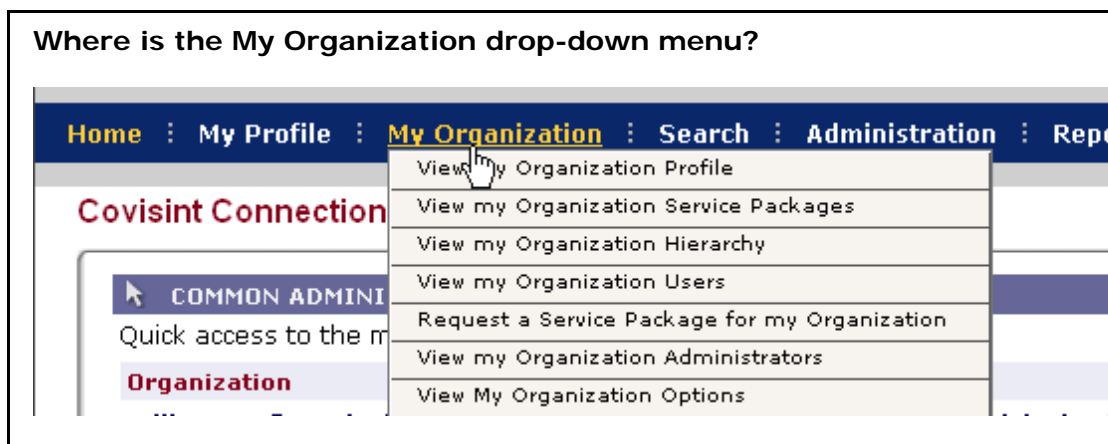 Where is the My Organization drop-down menu?
Home My Profile My Organization Search Administration
View my Organization Profile
Covisint Connection
View my Organization Service Packages
View my Organization Hierarchy
View my Organization Users
COMMON
Request a Service Package for my Organization
Quick access to the
View my Organization Administrators
Organization
View My Organization Options